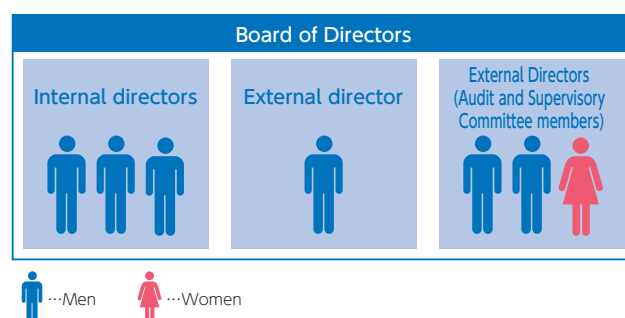 Board of Directors
Internal directors
External director
External Directors
(Audit and Supervisory
Committee members)
…Men
…Women